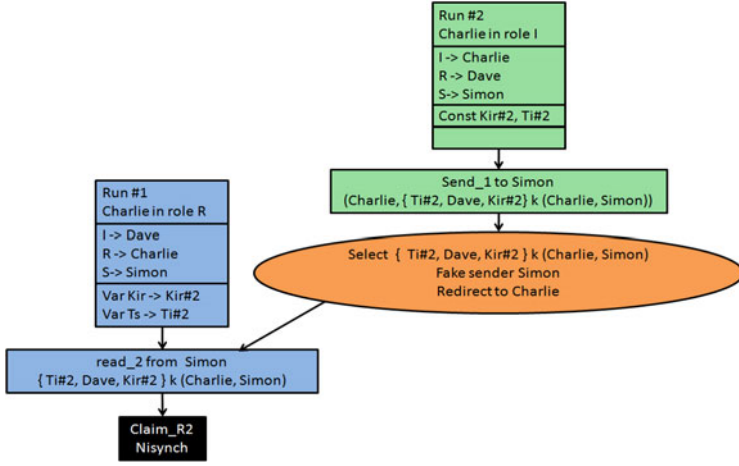 Run #2
Charlie in role I
I -> Charlie
R -> Dave
S-> Simon
Const Kir#2, Ti#2
Send_1 to Simon
(Charlie, { Ti#2, Dave, Kir#2} k (Charlie, Simon))
Run #1
Charlie in role R
I -> Dave
R -> Charlie
S-> Simon
Var Kir -> Kir#2
Var Ts -> Ti#2
Select { Ti#2, Dave, Kir#2 } k (Charlie, Simon)
Fake sender Simon
Redirect to Charlie
read_2 from Simon
{ Ti#2, Dave, Kir#2 } k (Charlie, Simon)
Claim_R2
Nisynch